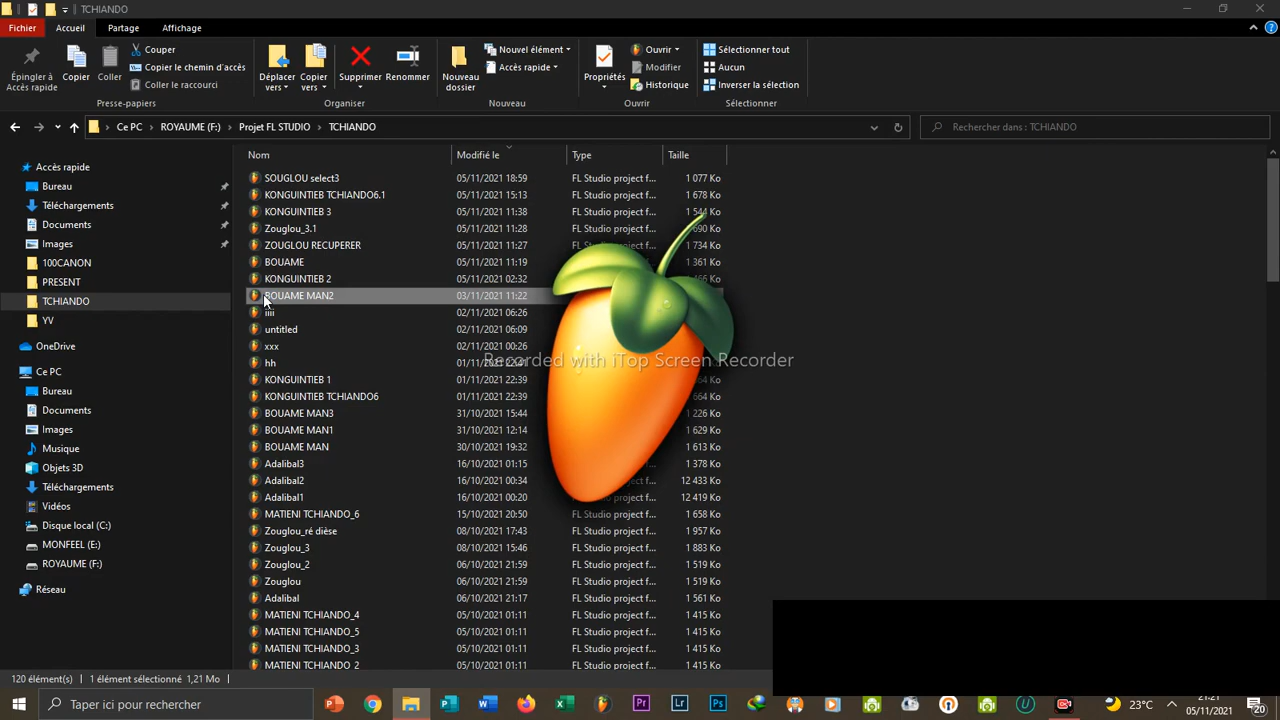 TCHIANDO
Fichier Accueil Partage Affichage
Épingler à Accès rapide
Copier
Coller
Couper
Copier le chemin d'accès
Coller le raccourci
Presse-papiers
Déplacer vers
Copier vers
Supprimer
Renommer
Organiser
Nouveau dossier
Nouvel élément
Accès rapide
Nouveau
Propriétés
Ouvrir
Modifier
Historique
Ouvrir
Sélectionner tout
Aucun
Inverser la sélection
Sélectionner
Ce PC > ROYAUME (F:) > Projet FL STUDIO > TCHIANDO
Rechercher dans : TCHIANDO
Accès rapide
Bureau
Téléchargements
Documents
Images
100CANON
PRESENT
TCHIANDO
YV
OneDrive
Ce PC
Bureau
Documents
Images
Musique
Objets 3D
Téléchargements
Vidéos
Disque local (C:)
MONFEEL (E:)
ROYAUME (F:)
Réseau
Nom Modifié le Type Taille
SOUGLOU select3 05/11/2021 18:59 FL Studio project f... 1 077 Ko
KONGUINTIEB TCHIANDO6.1 05/11/2021 15:13 FL Studio project f... 1 678 Ko
KONGUINTIEB 3 05/11/2021 11:38 FL Studio project f... 1 544 Ko
Zouglou_3.1 05/11/2021 11:28 FL Studio project f... 690 Ko
ZOUGLOU RECUPERER 05/11/2021 11:27 1 734 Ko
BOUAME 05/11/2021 11:19 1 361 Ko
KONGUINTIEB 2 05/11/2021 02:32 Ko
BOUAME MAN2 03/11/2021 11:22
iiii 02/11/2021 06:26
untitled 02/11/2021 06:09
xxx 02/11/2021 00:26
hh 01/11/2021
Recorded with iTop Screen Recorder
KONGUINTIEB 1 01/11/2021 22:39 Ko
KONGUINTIEB TCHIANDO6 01/11/2021 22:39 664 Ko
BOUAME MAN3 31/10/2021 15:44 1 226 Ko
BOUAME MAN1 31/10/2021 12:14 1 629 Ko
BOUAME MAN 30/10/2021 19:32 1 613 Ko
Adalibal3 16/10/2021 01:15 1 378 Ko
Adalibal2 16/10/2021 00:34 12 433 Ko
Adalibal1 16/10/2021 00:20 12 419 Ko
MATIENI TCHIANDO_6 15/10/2021 20:50 FL Studio project f... 1 658 Ko
Zouglou_ré dièse 08/10/2021 17:43 FL Studio project f... 1 957 Ko
Zouglou_3 08/10/2021 15:46 FL Studio project f... 1 883 Ko
Zouglou_2 06/10/2021 21:59 FL Studio project f... 1 519 Ko
Zouglou 06/10/2021 21:59 FL Studio project f... 1 519 Ko
Adalibal 06/10/2021 21:17 FL Studio project f... 1 561 Ko
MATIENI TCHIANDO_4 05/10/2021 01:11 FL Studio project f... 1 415 Ko
MATIENI TCHIANDO_5 05/10/2021 01:11 FL Studio project f... 1 415 Ko
MATIENI TCHIANDO_3 05/10/2021 01:11 FL Studio project f... 1 415 Ko
MATIENI TCHIANDO_2 05/10/2021 01:11 FL Studio project f... 1 415 Ko
120 élément(s) 1 élément sélectionné 1,21 Mo
Taper ici pour rechercher
23°C
21:21
05/11/2021
20